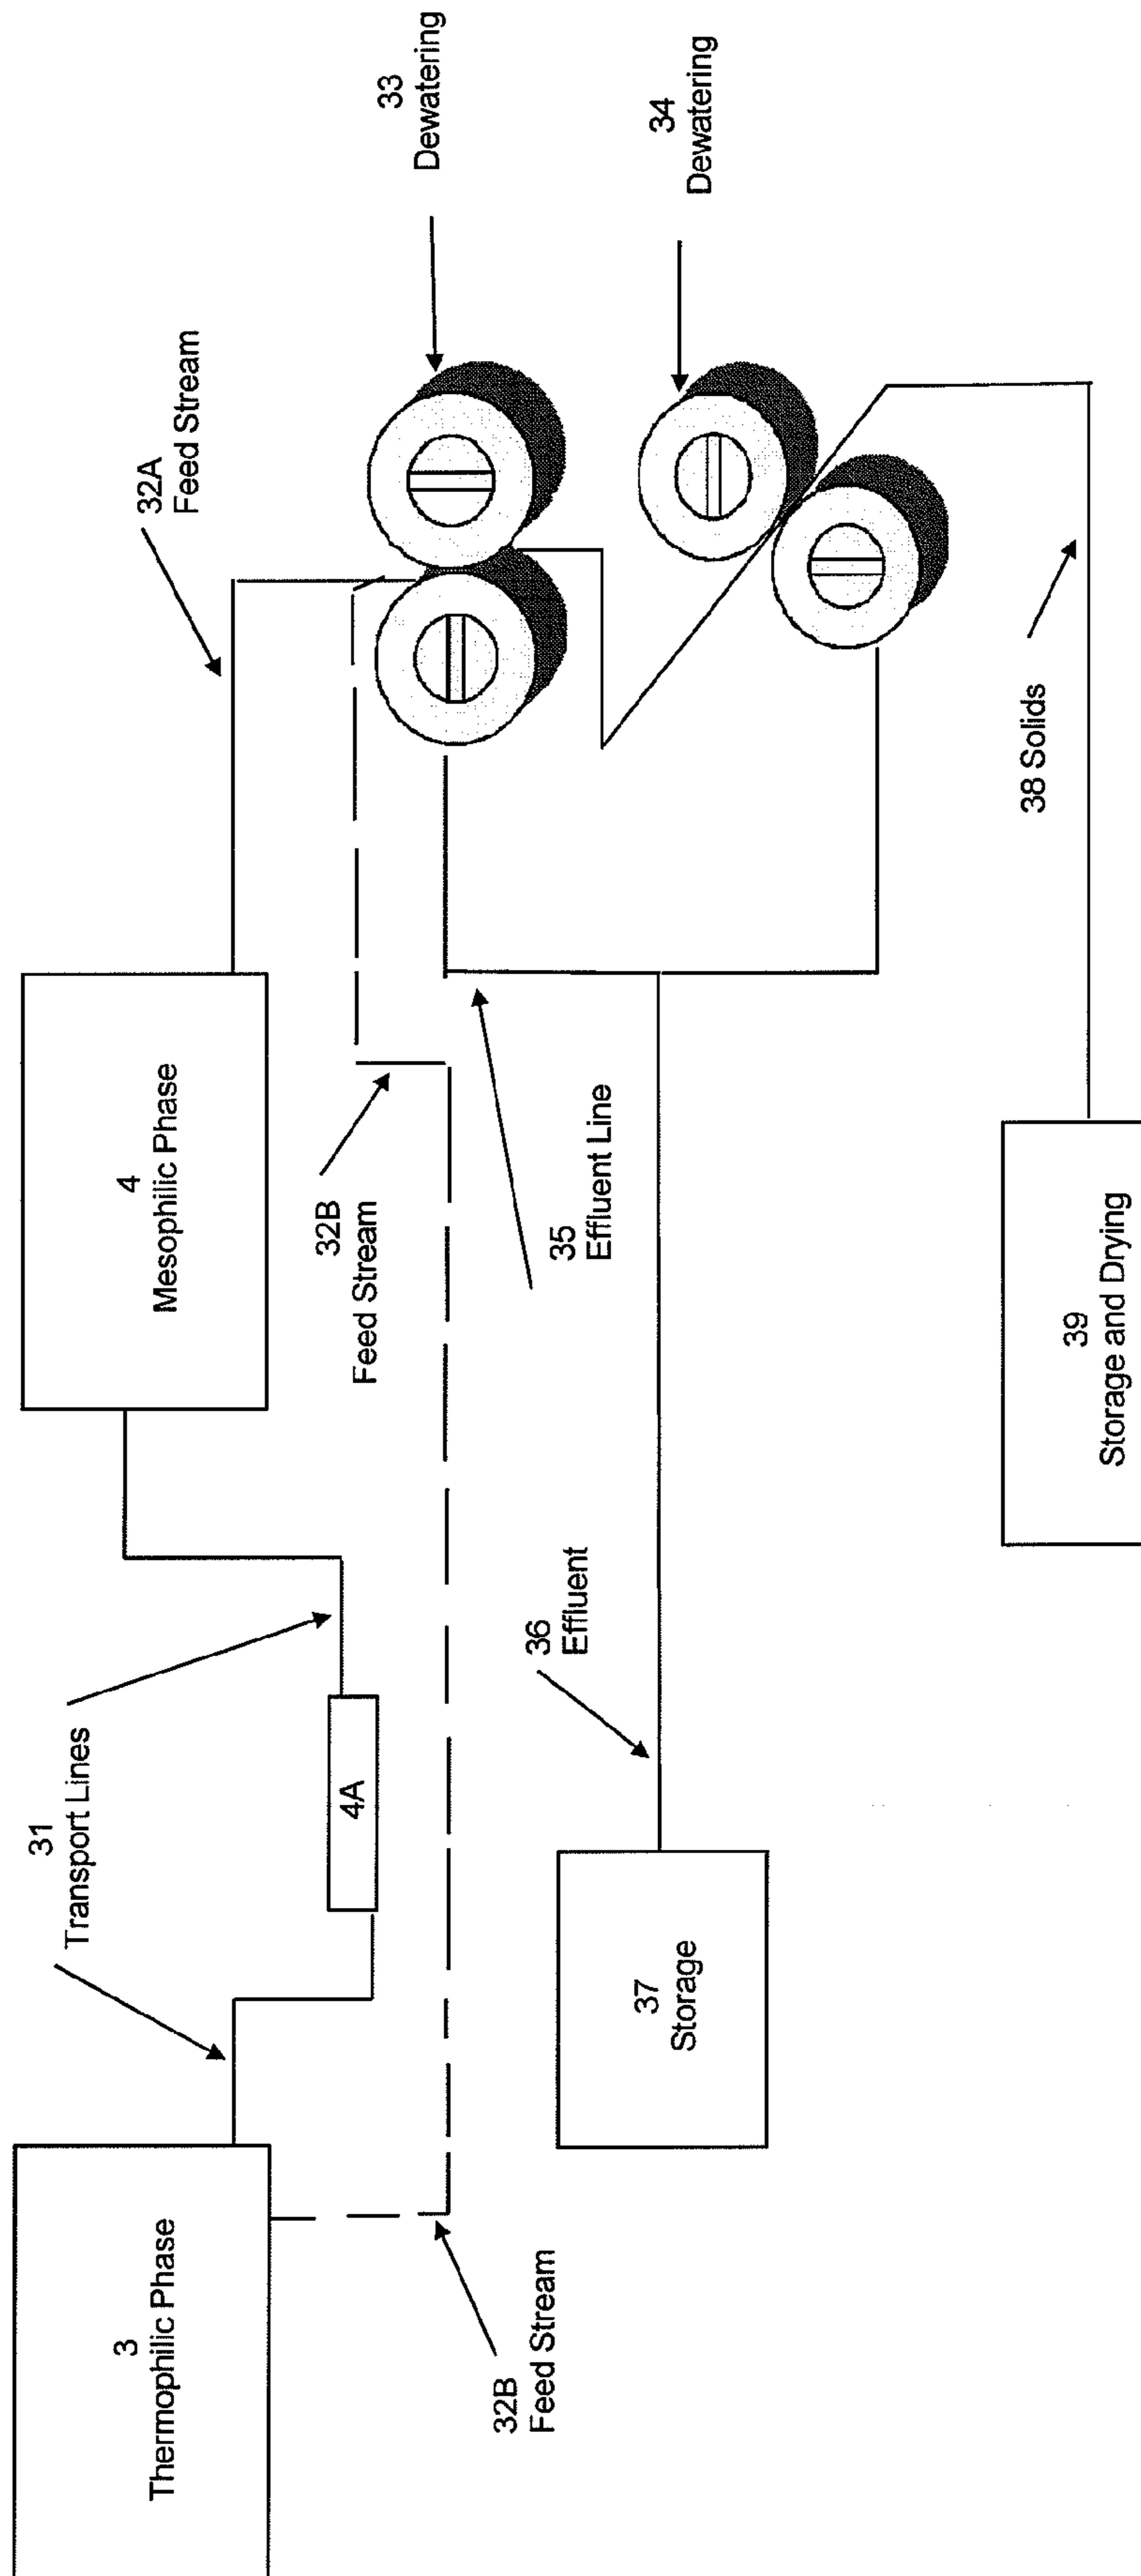 3
Thermophilic Phase
31
Transport Lines
4A
4
Mesophilic Phase
32A
Feed Stream
33
Dewatering
34
Dewatering
32B
Feed Stream
32B
Feed Stream
35
Effluent Line
36
Effluent
37
Storage
38 Solids
39
Storage and Drying